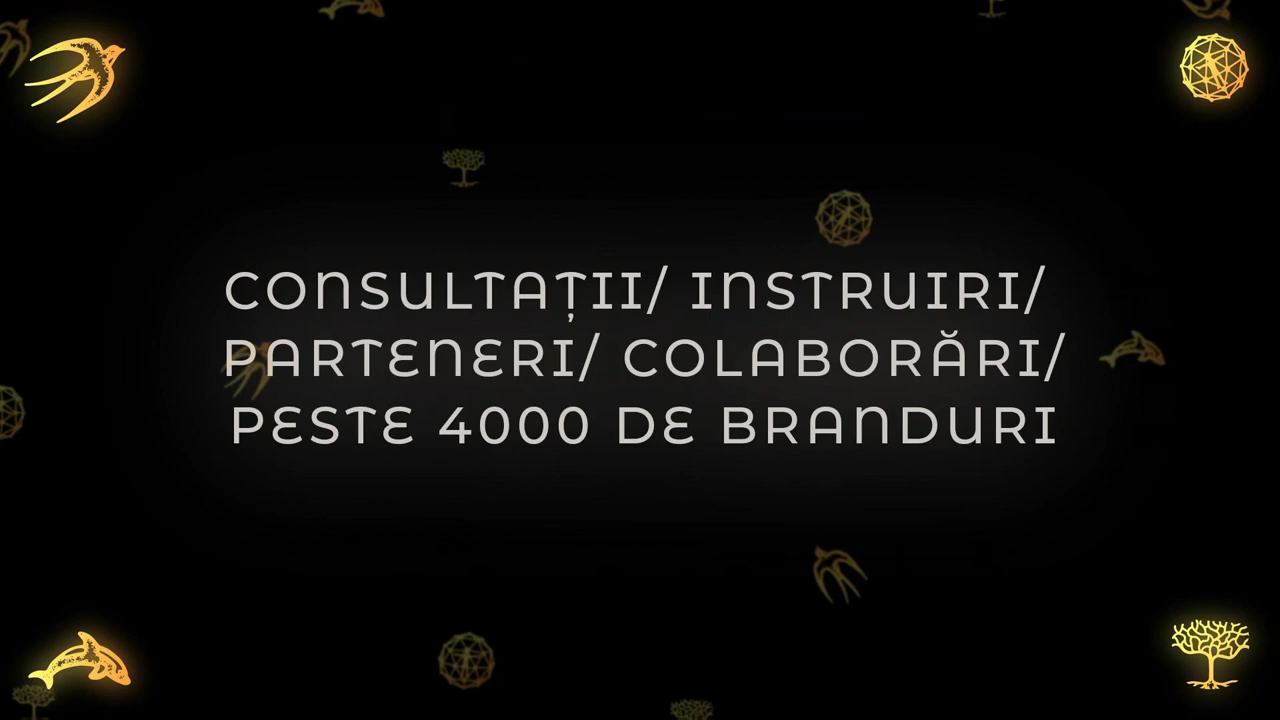 CONSULTAȚII/ INSTRUIRI/
PARTENERI/ COLABORĂRI/
PESTE 4000 DE BRANDURI